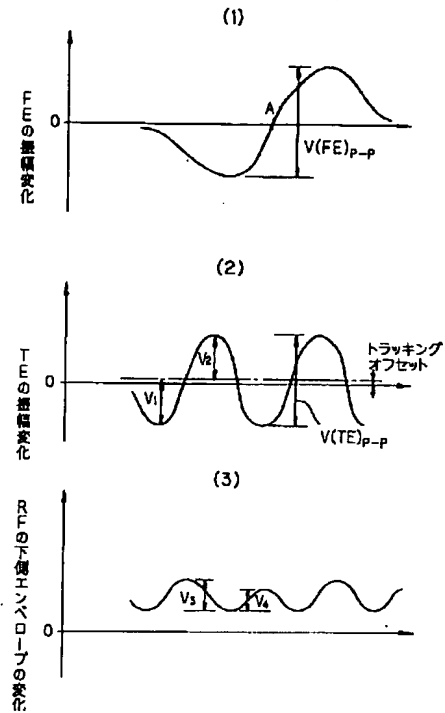 (1)
FEの振幅変化
0
A
V(FE)P-P
(2)
TEの振幅変化
0
V1
V2
V(TE)P-P
トラッキング
オフセット
(3)
RFの下側エンベロープの変化
0
V3
V4